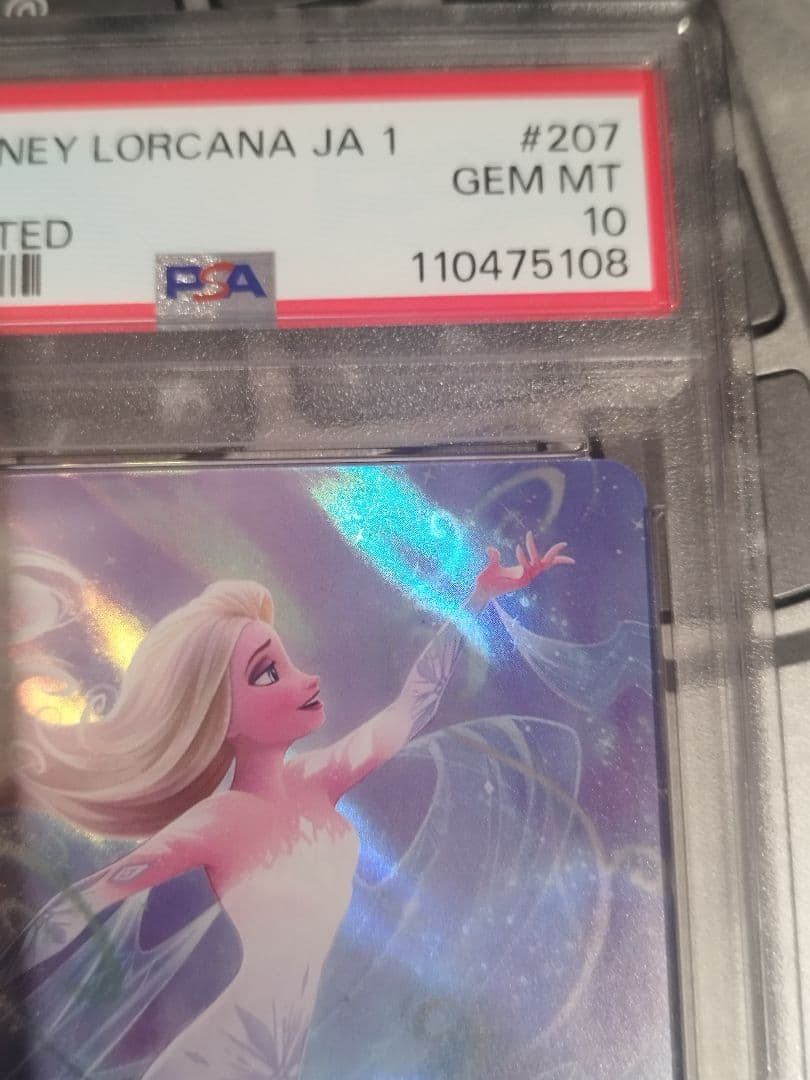 NEY LORCANA JA 1 #207
GEM MT
TED 10
PSA 110475108